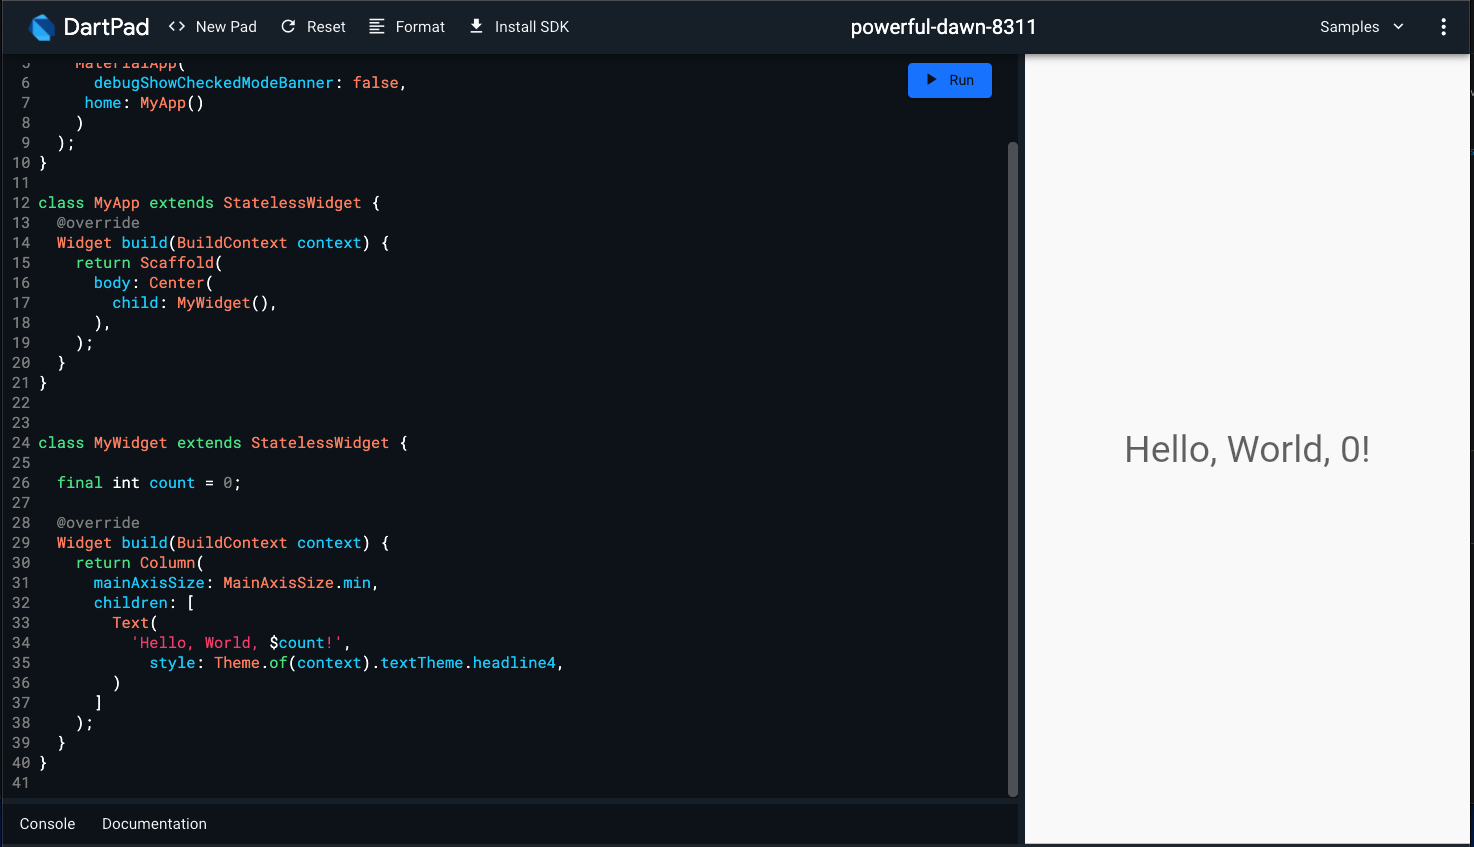 DartPad
<> New Pad
Reset
Format
Install SDK
powerful-dawn-8311
Samples
5 MaterialApp(
6 debugShowCheckedModeBanner: false,
7 home: MyApp()
8 )
9 );
10 }
11
12 class MyApp extends StatelessWidget {
13 @override
14 Widget build(BuildContext context) {
15 return Scaffold(
16 body: Center(
17 child: MyWidget(),
18 ),
19 );
20 }
21 }
22
23
24 class MyWidget extends StatelessWidget {
25
26 final int count = 0;
27
28 @override
29 Widget build(BuildContext context) {
30 return Column(
31 mainAxisSize: MainAxisSize.min,
32 children: [
33 Text(
34 'Hello, World, $count!',
35 style: Theme.of(context).textTheme.headline4,
36 )
37 ]
38 );
39 }
40 }
41
Run
Hello, World, 0!
Console
Documentation